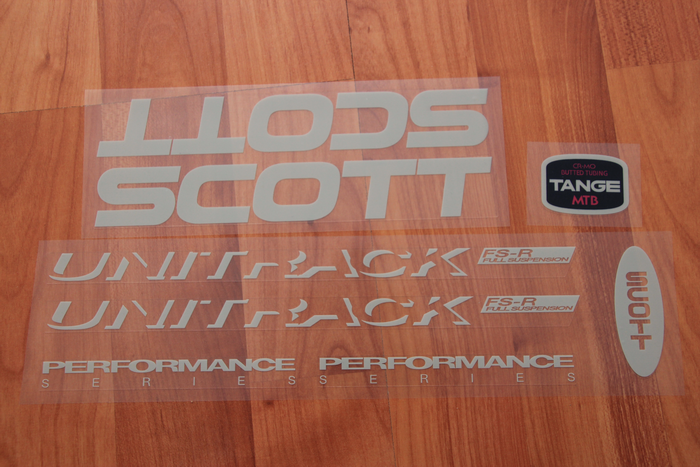 SCOTT
SCOTT
CR-MO
BUTTED TUBING
TANGE
MTB
UNITRACK FS-R
FULL SUSPENSION
UNITRACK FS-R
FULL SUSPENSION
SCOTT
PERFORMANCE PERFORMANCE
SERIES SERIES